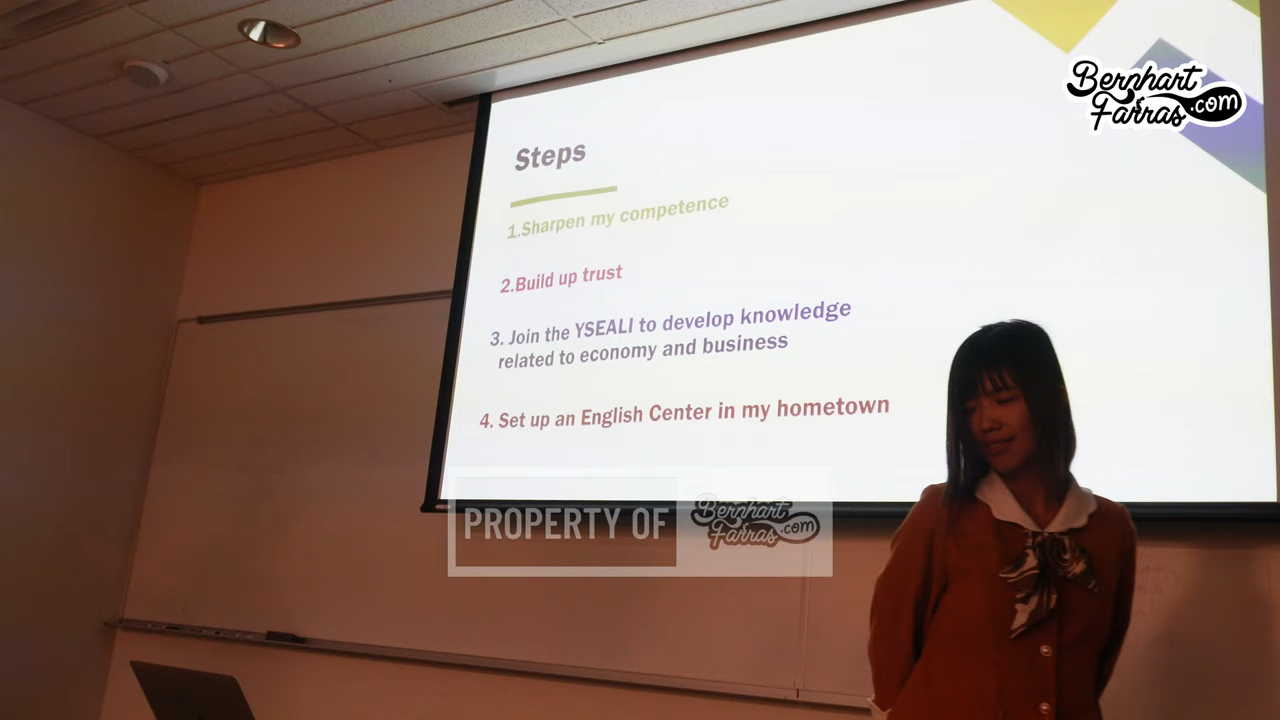 Bernhart
& Farras .com
Steps
1.Sharpen my competence
2.Build up trust
3. Join the YSEALI to develop knowledge
related to economy and business
4. Set up an English Center in my hometown
PROPERTY OF
Bernhart
& Farras .com